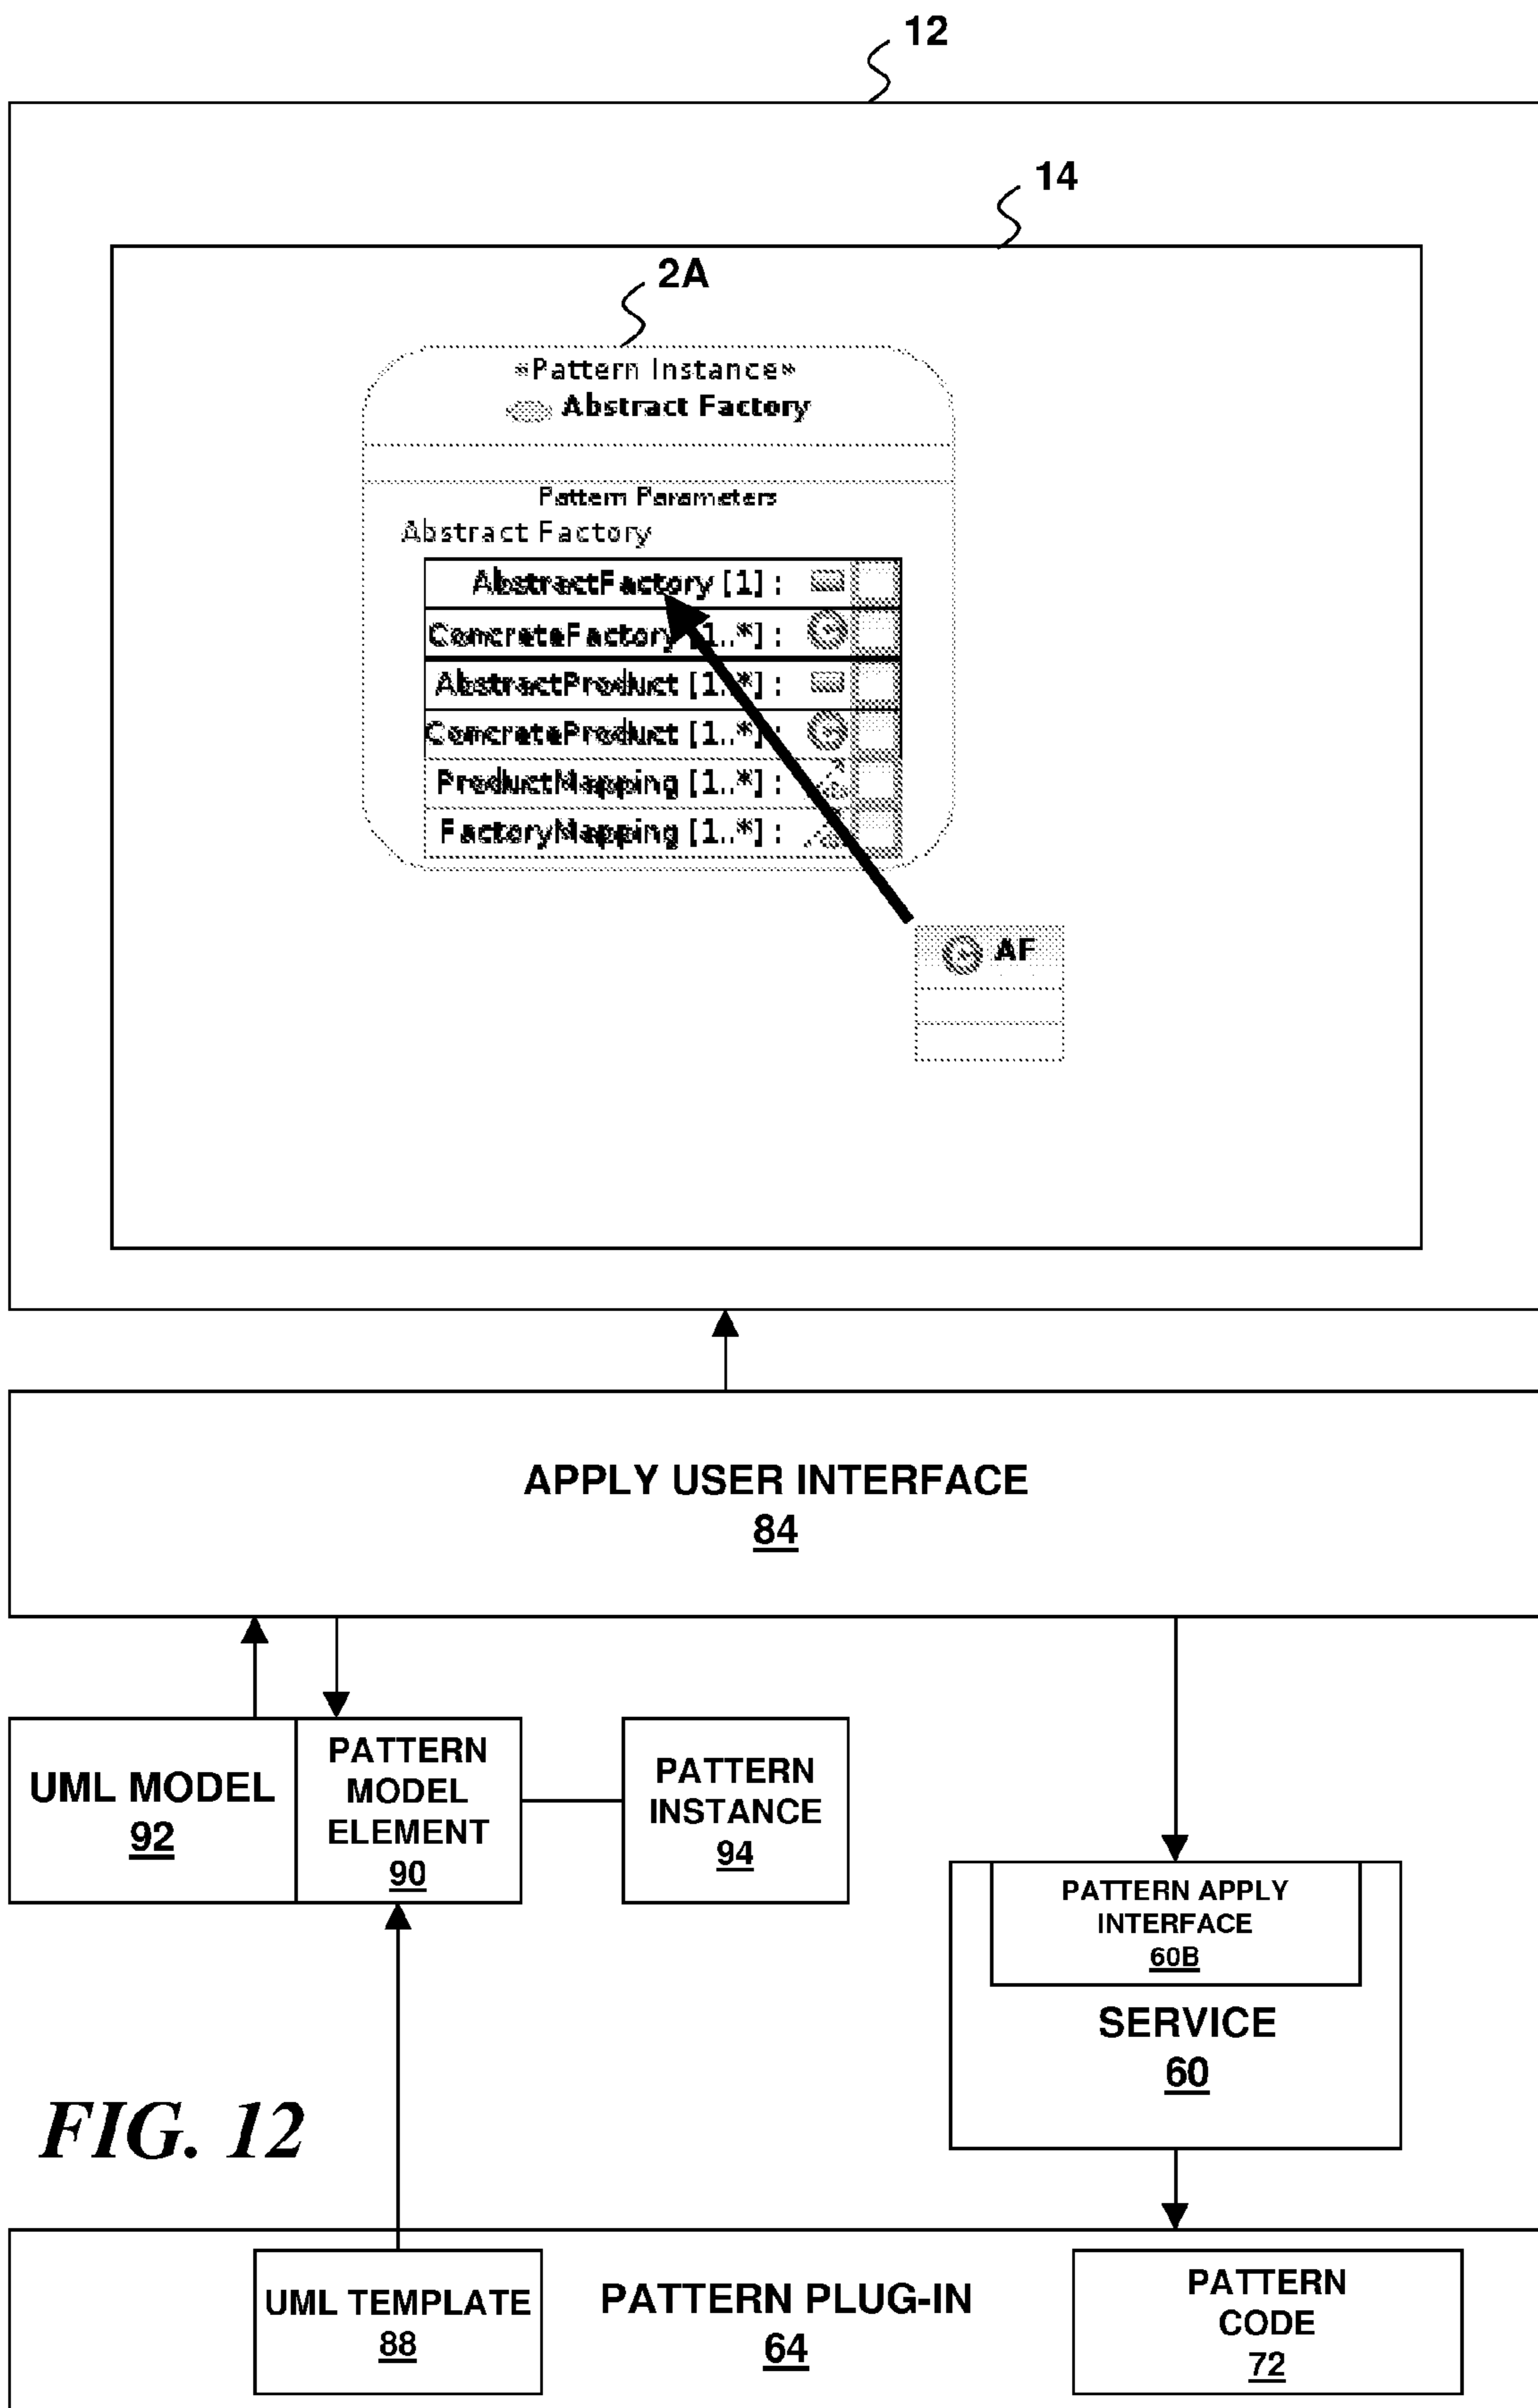 12
14
2A
«Pattern Instance»
Abstract Factory
Pattern Parameters
Abstract Factory
AbstractFactory [1] :
ConcreteFactory [1..*] :
AbstractProduct [1..*] :
ConcreteProduct [1..*] :
ProductMapping [1..*] :
FactoryMapping [1..*] :
AF
APPLY USER INTERFACE
84
UML MODEL
92
PATTERN
MODEL
ELEMENT
90
PATTERN
INSTANCE
94
PATTERN APPLY
INTERFACE
60B
SERVICE
60
FIG. 12
UML TEMPLATE
88
PATTERN PLUG-IN
64
PATTERN
CODE
72